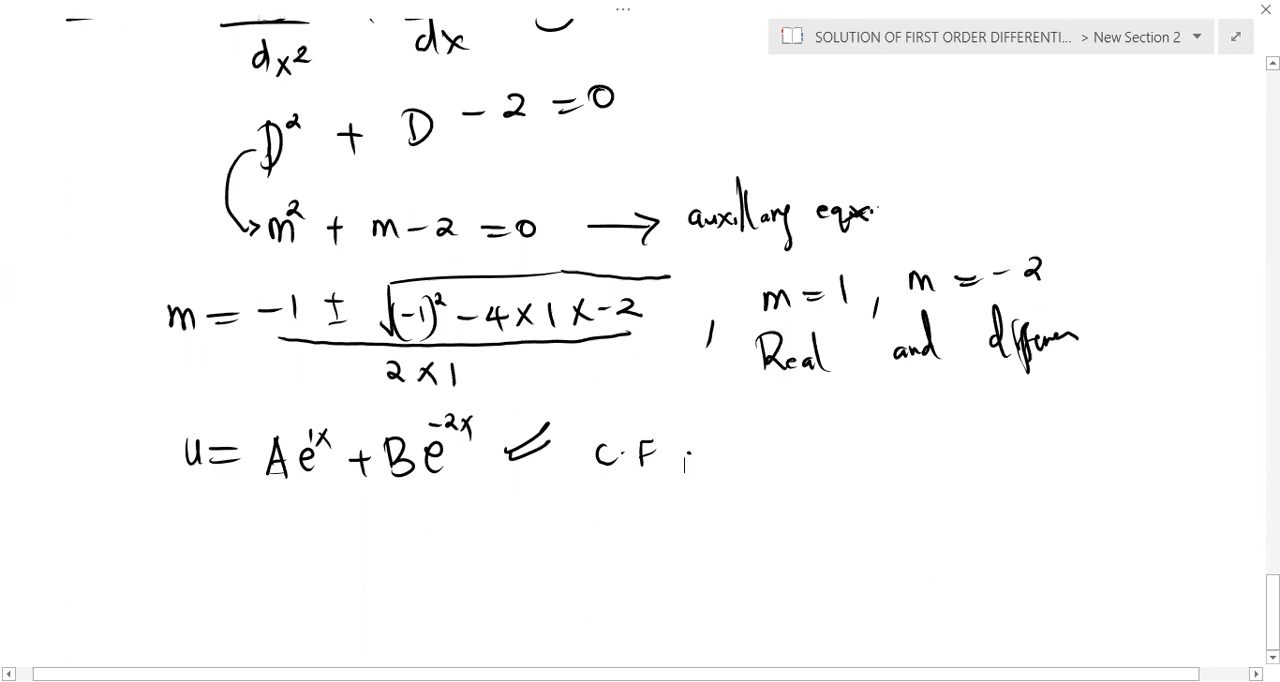 SOLUTION OF FIRST ORDER DIFFERENTI... > New Section 2
dx² dx
D² + D - 2 = 0
m² + m - 2 = 0 → auxillary eqx.
m = -1 ± √(-1)² - 4 × 1 × -2 , m = 1 , m = -2
2 × 1 Real and differen
u = Ae^1x + Be^-2x ✓ C.F